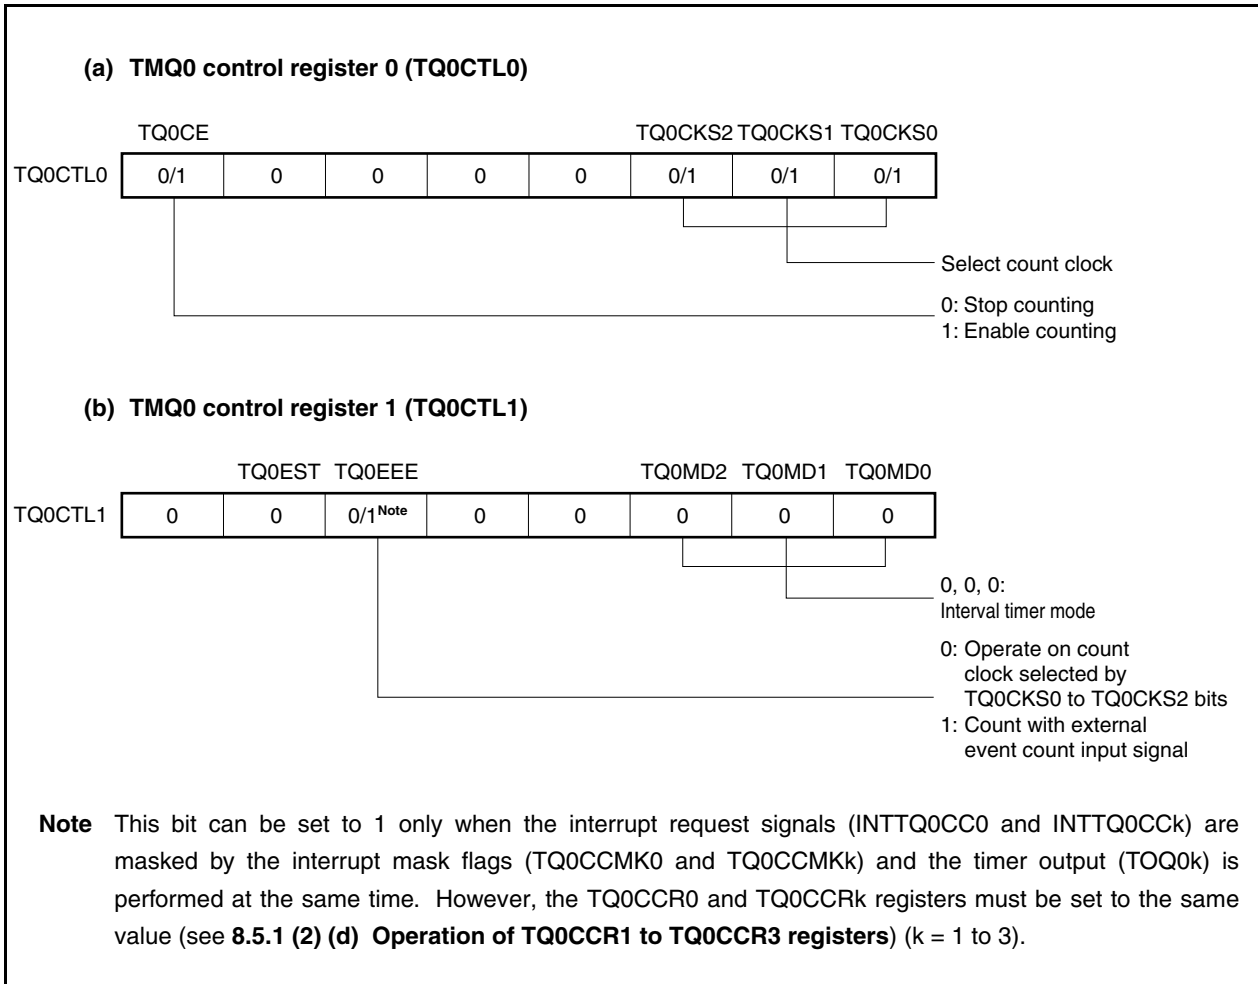 (a) TMQ0 control register 0 (TQ0CTL0)
TQ0CE TQ0CKS2 TQ0CKS1 TQ0CKS0
TQ0CTL0 0/1 0 0 0 0 0/1 0/1 0/1
Select count clock
0: Stop counting
1: Enable counting
(b) TMQ0 control register 1 (TQ0CTL1)
TQ0EST TQ0EEE TQ0MD2 TQ0MD1 TQ0MD0
TQ0CTL1 0 0 0/1Note 0 0 0 0 0
0, 0, 0:
Interval timer mode
0: Operate on count
clock selected by
TQ0CKS0 to TQ0CKS2 bits
1: Count with external
event count input signal
Note This bit can be set to 1 only when the interrupt request signals (INTTQ0CC0 and INTTQ0CCk) are
masked by the interrupt mask flags (TQ0CCMK0 and TQ0CCMKk) and the timer output (TOQ0k) is
performed at the same time. However, the TQ0CCR0 and TQ0CCRk registers must be set to the same
value (see 8.5.1 (2) (d) Operation of TQ0CCR1 to TQ0CCR3 registers) (k = 1 to 3).